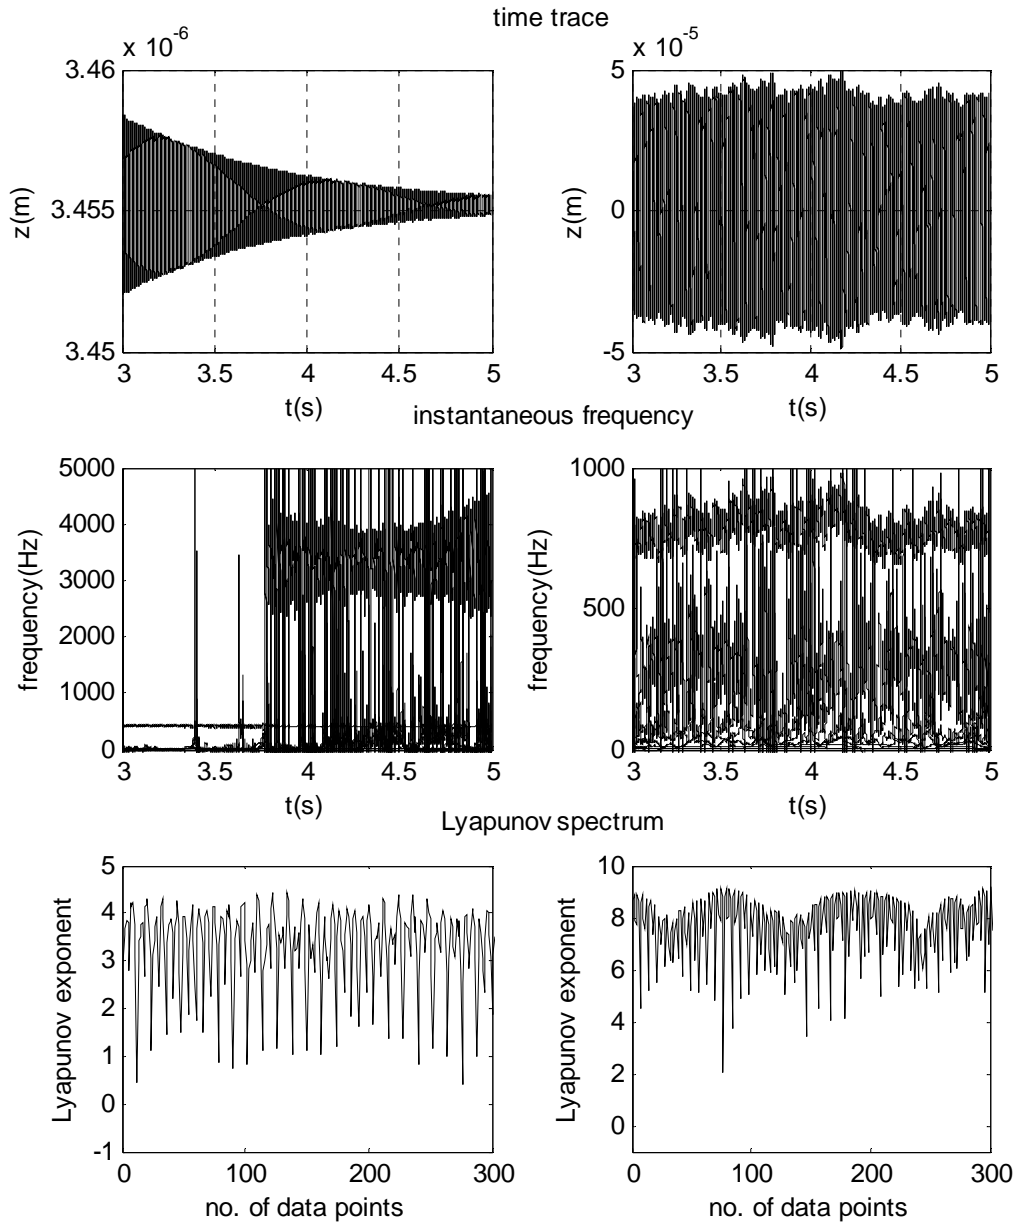 time trace
x 10^-6
x 10^-5
3.46
3.455
3.45
z(m)
3 3.5 4 4.5 5
t(s)
5
0
-5
z(m)
3 3.5 4 4.5 5
t(s)
instantaneous frequency
5000
4000
3000
2000
1000
0
frequency(Hz)
3 3.5 4 4.5 5
t(s)
1000
500
0
frequency(Hz)
3 3.5 4 4.5 5
t(s)
Lyapunov spectrum
5
4
3
2
1
0
-1
Lyapunov exponent
0 100 200 300
no. of data points
10
8
6
4
2
0
Lyapunov exponent
0 100 200 300
no. of data points